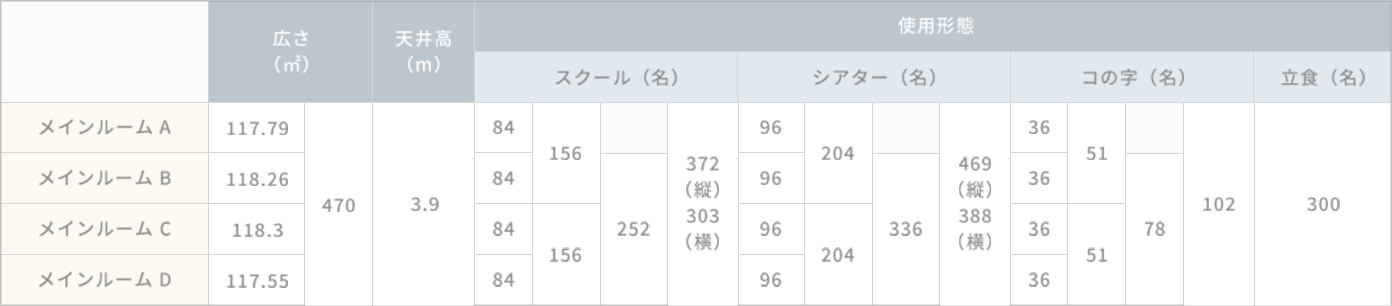 広さ
（㎡）
天井高
（m）
使用形態
スクール（名）
シアター（名）
コの字（名）
立食（名）
メインルーム A
117.79
470
3.9
84
156
372
（縦）
303
（横）
96
204
469
（縦）
388
（横）
36
51
102
300
メインルーム B
118.26
84
252
96
336
36
78
メインルーム C
118.3
84
156
96
204
36
51
メインルーム D
117.55
84
96
36